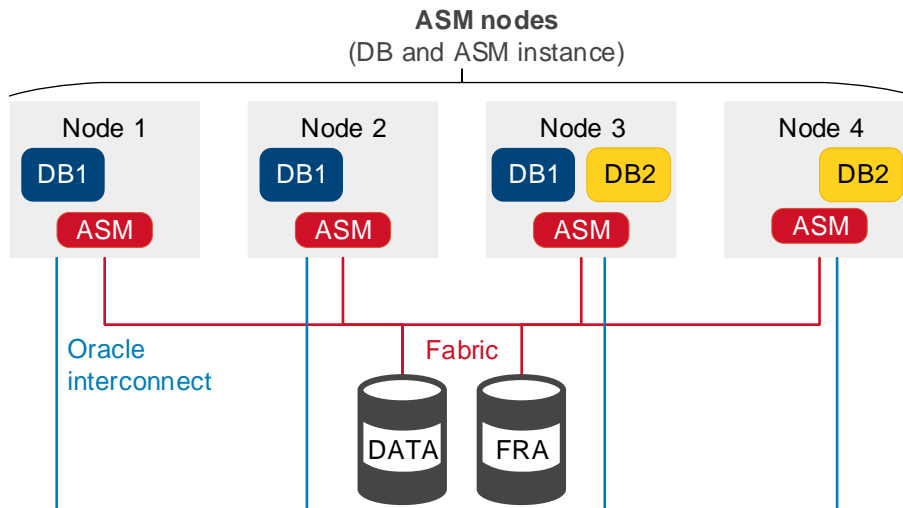 ASM nodes
(DB and ASM instance)
Node 1
Node 2
Node 3
Node 4
DB1
DB1
DB1
DB2
DB2
ASM
ASM
ASM
ASM
Oracle
interconnect
Fabric
DATA
FRA